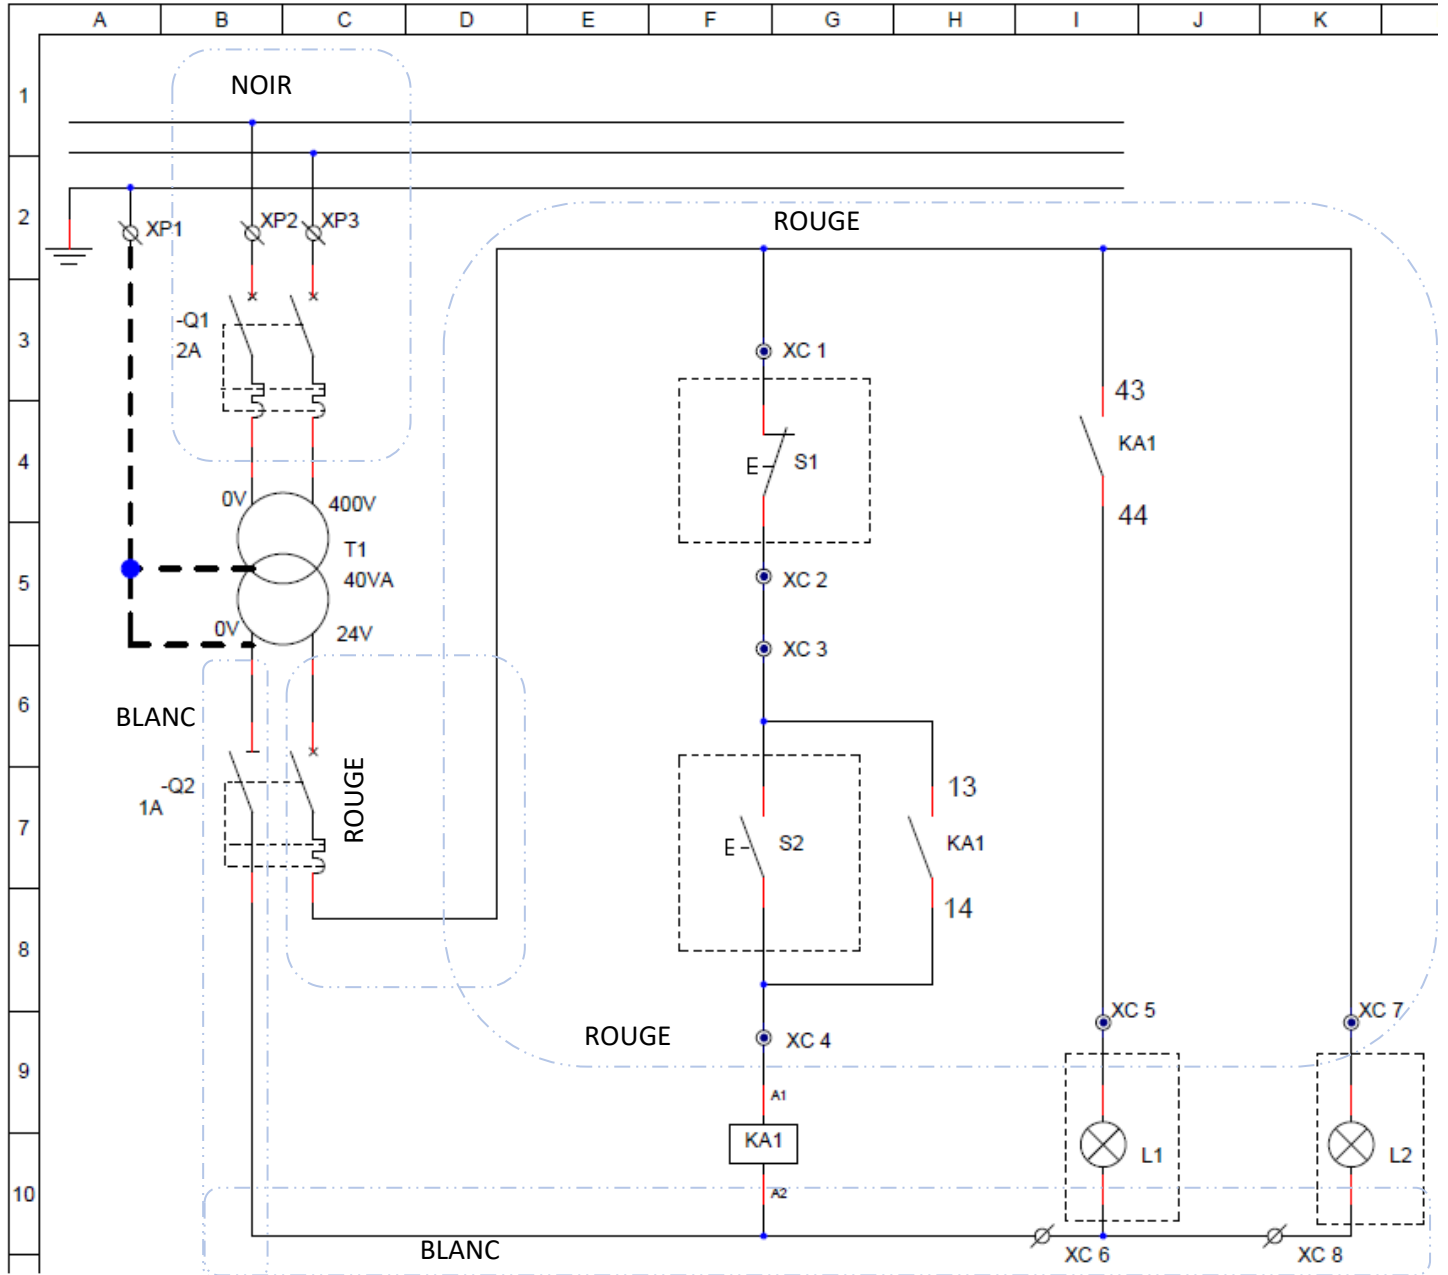 A B C D E F G H I J K
1
NOIR
2
XP1 XP2 XP3
ROUGE
3
-Q1
2A
XC 1
43
4
S1
KA1
0V 400V
44
T1
5
40VA
XC 2
0V 24V
XC 3
6
BLANC
ROUGE
-Q2
1A
13
7
S2
KA1
14
8
XC 5
XC 7
ROUGE
XC 4
9
A1
KA1
L1
L2
10
A2
BLANC
XC 6
XC 8